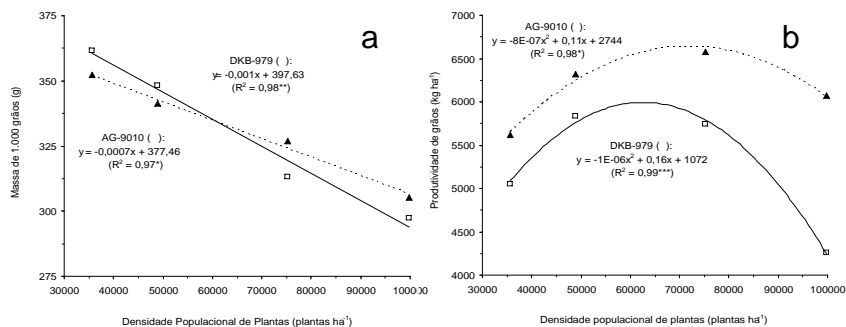 a
Massa de 1.000 grãos (g)
375
350
325
300
275
DKB-979 ( ):
y= -0,001x + 397,63
(R² = 0,98**)
AG-9010 ( ):
y = -0,0007x + 377,46
(R² = 0,97*)
30000 40000 50000 60000 70000 80000 90000 100000
Densidade Populacional de Plantas (plantas ha⁻¹)
b
Produtividade de grãos (kg ha⁻¹)
7000
6500
6000
5500
5000
4500
4000
AG-9010 ( ):
y = -8E-07x² + 0,11x + 2744
(R² = 0,98*)
DKB-979 ( ):
y = -1E-06x² + 0,16x + 1072
(R² = 0,99***)
30000 40000 50000 60000 70000 80000 90000 100000
Densidade populacional de plantas (plantas ha⁻¹)